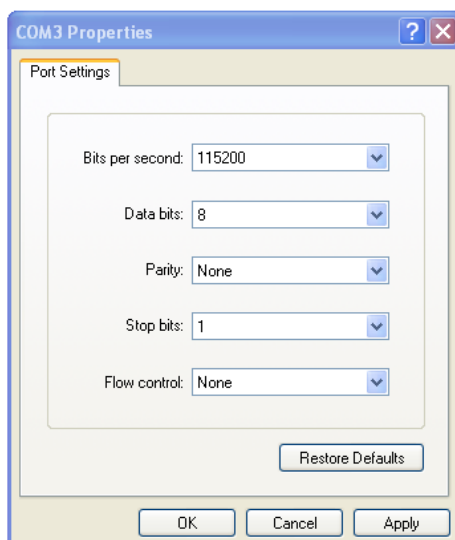 COM3 Properties
Port Settings
Bits per second: 115200
Data bits: 8
Parity: None
Stop bits: 1
Flow control: None
Restore Defaults
OK Cancel Apply